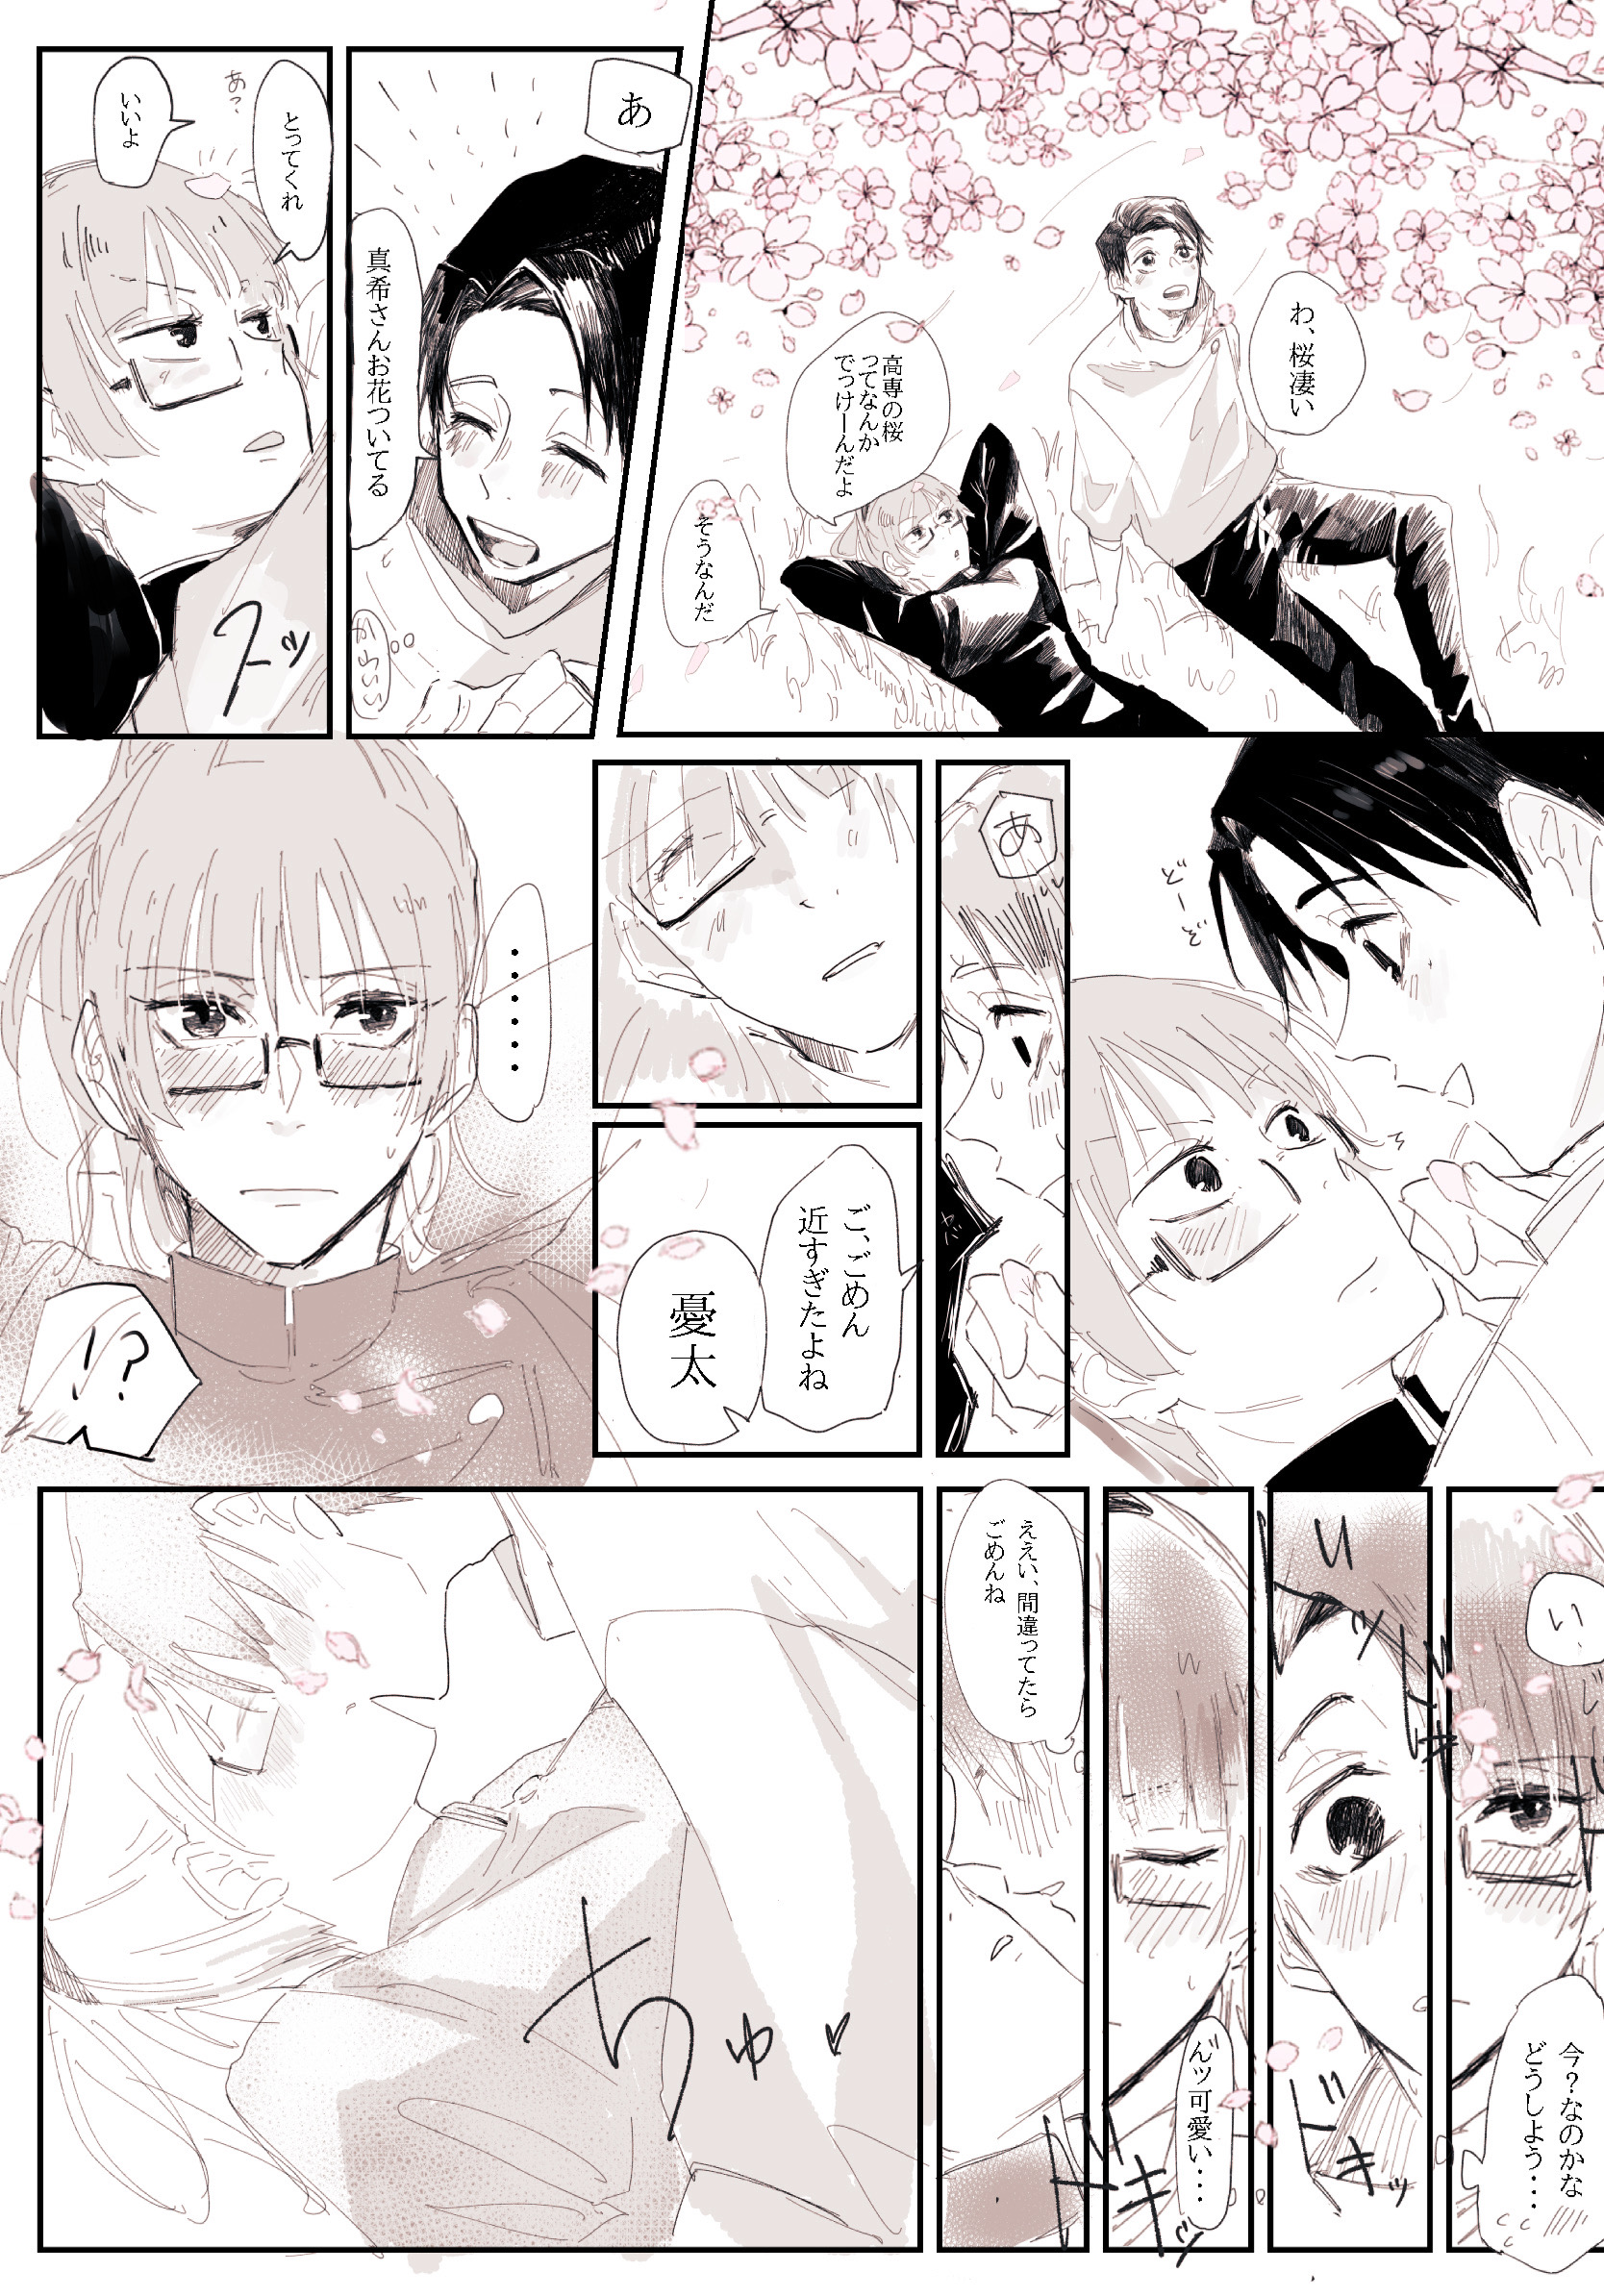 わ、桜凄い
高専の桜
ってなんか
でっけーんだよ
そうなんだ
あ
真希さんお花ついてる
かわいい
とってくれ
あ？
いいよ
スッ
どーぞ
あ
ご、ごめん
近すぎたよね
憂太
・・・・・・
！？
い、
今？なのかな
どうしよう・・・
ドキッ
んッ可愛い・・・
ドキッ
ええい、間違ってたら
ごめんね
ちゅ